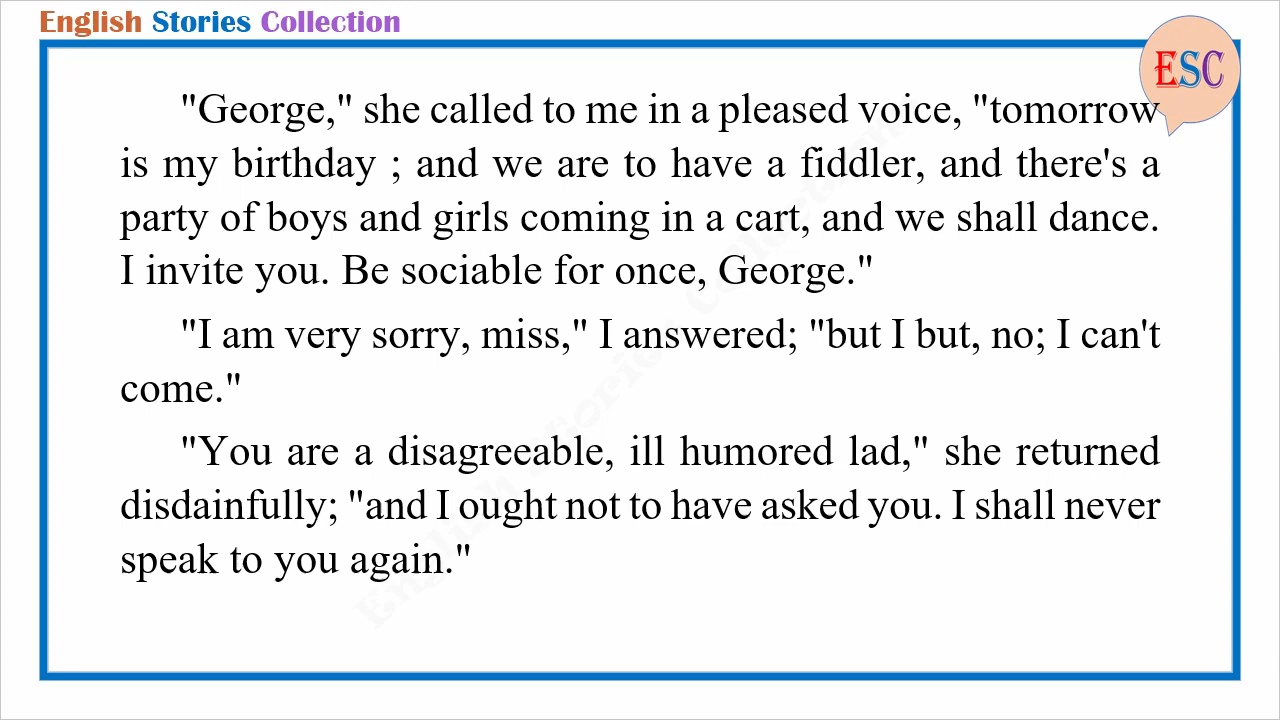 English Stories Collection
ESC
"George," she called to me in a pleased voice, "tomorrow
is my birthday ; and we are to have a fiddler, and there's a
party of boys and girls coming in a cart, and we shall dance.
I invite you. Be sociable for once, George."
"I am very sorry, miss," I answered; "but I but, no; I can't
come."
"You are a disagreeable, ill humored lad," she returned
disdainfully; "and I ought not to have asked you. I shall never
speak to you again."
English Stories Collection